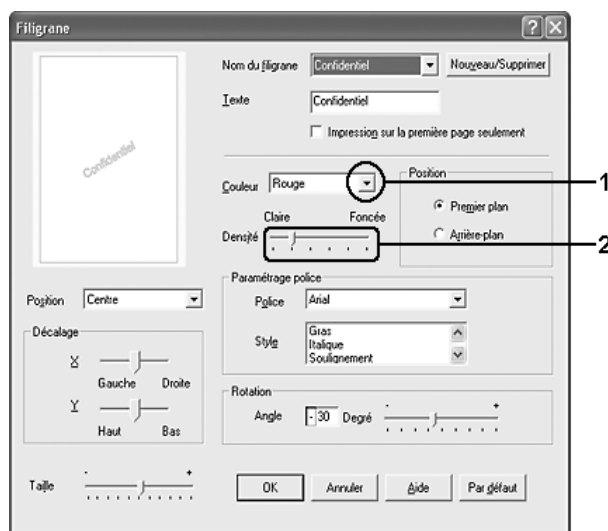 Filigrane
Confidentiel
Nom du filigrane Confidentiel Nouveau/Supprimer
Texte Confidentiel
Impression sur la première page seulement
Couleur Rouge
1
Claire Foncée
Densité
2
Position
Premier plan
Arrière-plan
Paramétrage police
Police Arial
Style Gras
Italique
Soulignement
Position Centre
Décalage
X
Gauche Droite
Y
Haut Bas
Rotation
- +
Angle -30 Degré
Taille - +
OK Annuler Aide Par défaut